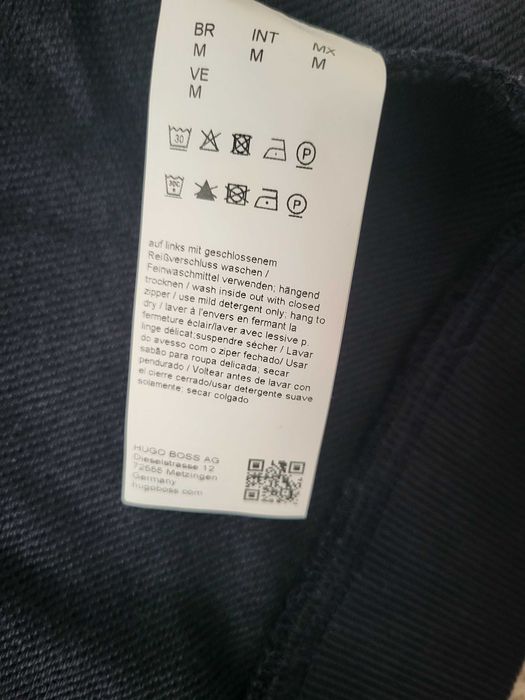 BR INT MX
M M M
VE
M
30 P
30C P
auf links mit geschlossenem
Reißverschluss waschen /
Feinwaschmittel verwenden; hängend
trocknen / wash inside out with closed
zipper / use mild detergent only; hang to
dry / laver à l'envers en fermant la
fermeture éclair/laver avec lessive p.
linge délicat;suspendre sécher / Lavar
do avesso com o ziper fechado/ Usar
sabão para roupa delicada; secar
pendurado / Voltear antes de lavar con
el cierre cerrado/usar detergente suave
solamente; secar colgado
HUGO BOSS AG
Dieselstrasse 12
72555 Metzingen
Germany
hugoboss.com